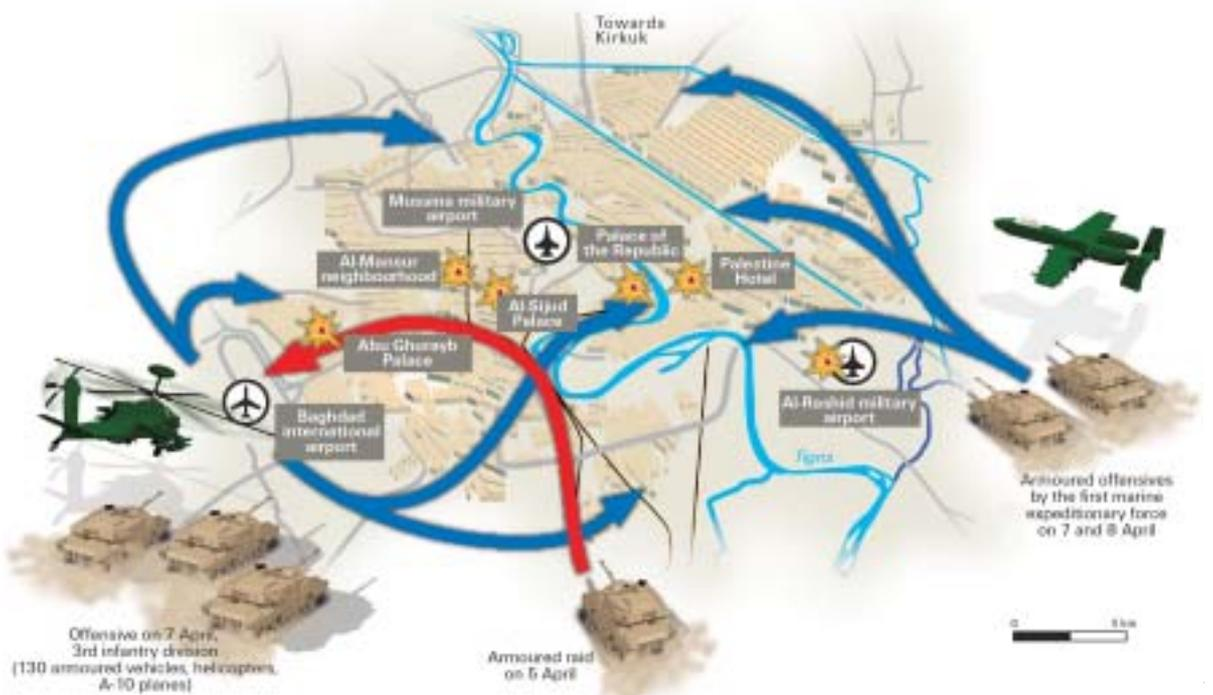 Towards
Kirkuk
Musama military
airport
Palace of
the Republic
Al-Mansur
neighbourhood
Palestine
Hotel
Al-Sijud
Palace
Abu Ghurayb
Palace
Baghdad
international
airport
Al-Rashid military
airport
Tigris
Armoured offensives
by the first marine
expeditionary force
on 7 and 8 April
Offensive on 7 April,
3rd infantry division
(130 armoured vehicles, helicopters,
A-10 planes)
Armoured raid
on 5 April
0
5 km